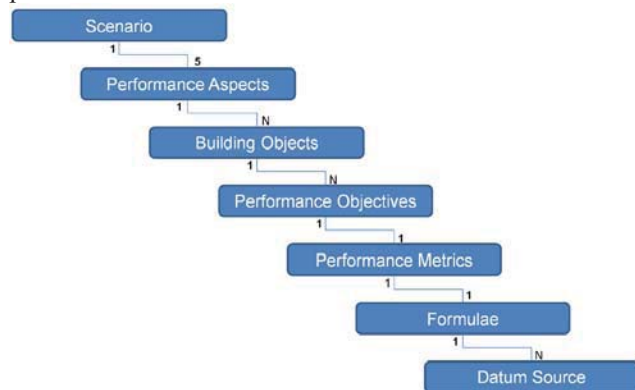 Scenario
1
5
Performance Aspects
1
N
Building Objects
1
N
Performance Objectives
1
1
Performance Metrics
1
1
Formulae
1
N
Datum Source